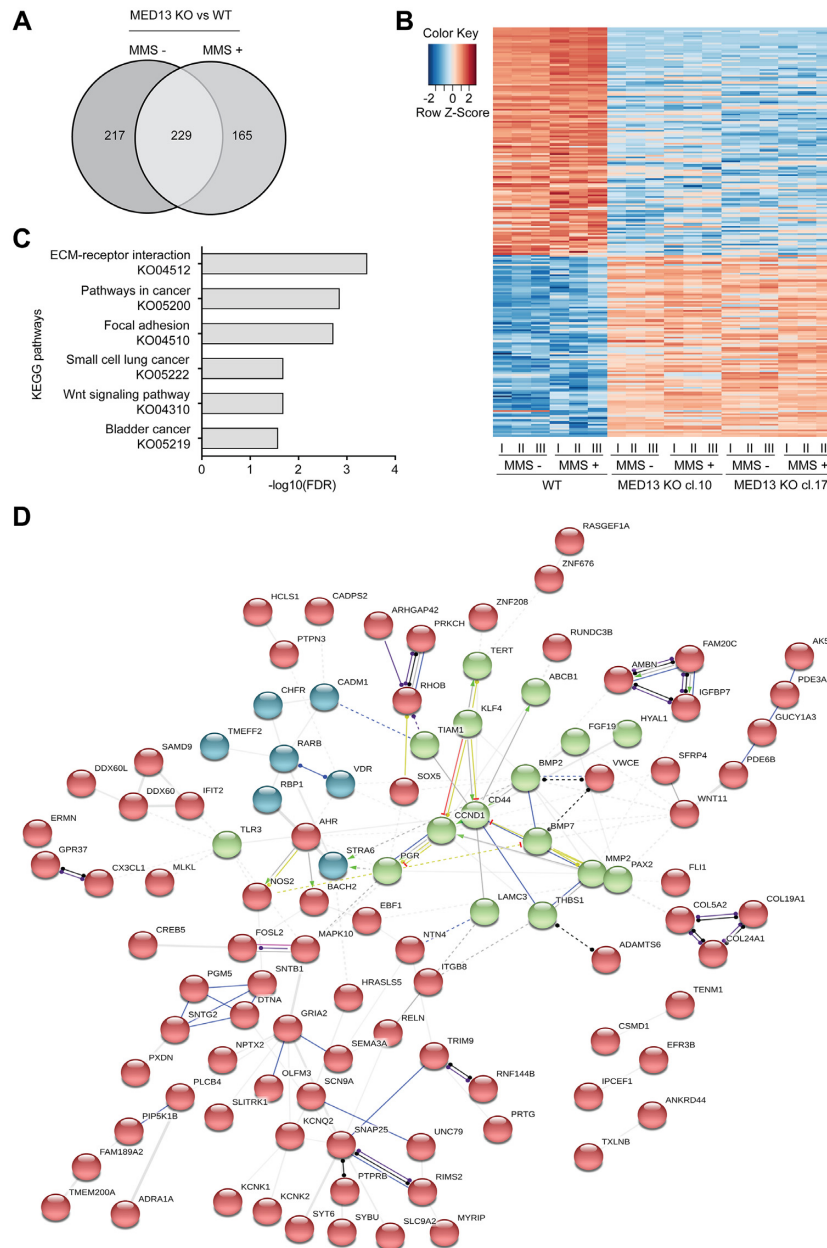 A
MED13 KO vs WT
MMS -
MMS +
217
229
165
B
Color Key
-2 0 2
Row Z-Score
I II III I II III I II III I II III I II III I II II
MMS - MMS + MMS - MMS + MMS - MMS +
WT MED13 KO cl.10 MED13 KO cl.17
C
KEGG pathways
ECM-receptor interaction
KO04512
Pathways in cancer
KO05200
Focal adhesion
KO04510
Small cell lung cancer
KO05222
Wnt signaling pathway
KO04310
Bladder cancer
KO05219
0 1 2 3 4
-log10(FDR)
D
RASGEF1A
ZNF676
HCLS1
CADPS2
ARHGAP42
PRKCH
ZNF208
RUNDC3B
PTPN3
TERT
AMBN
FAM20C
AK5
PDE3A
CHFR
CADM1
RHOB
ABCB1
IGFBP7
GUCY1A3
KLF4
TMEFF2
TIAM1
FGF19
HYAL1
RARB
BMP2
VWCE
SFRP4
PDE6B
SAMD9
DDX60L
DDX60
IFIT2
RBP1
VDR
SOX5
CD44
WNT11
ERMN
AHR
CCND1
BMP7
GPR37
CX3CL1
MLKL
TLR3
STRA6
PGR
MMP2
PAX2
FLI1
NOS2
BACH2
EBF1
LAMC3
THBS1
COL5A2
COL19A1
COL24A1
CREB5
FOSL2
MAPK10
NTN4
ADAMTS6
PGM5
SNTB1
HRASLS5
ITGB8
TENM1
SNTG2
DTNA
GRIA2
RELN
CSMD1
EFR3B
PXDN
NPTX2
SEMA3A
TRIM9
RNF144B
IPCEF1
PLCB4
OLFM3
SCN9A
PRTG
ANKRD44
PIP5K1B
SLITRK1
KCNQ2
SNAP25
UNC79
TXLNB
FAM189A2
TMEM200A
ADRA1A
KCNK1
KCNK2
PTPRB
RIMS2
SYT6
SYBU
SLC9A2
MYRIP